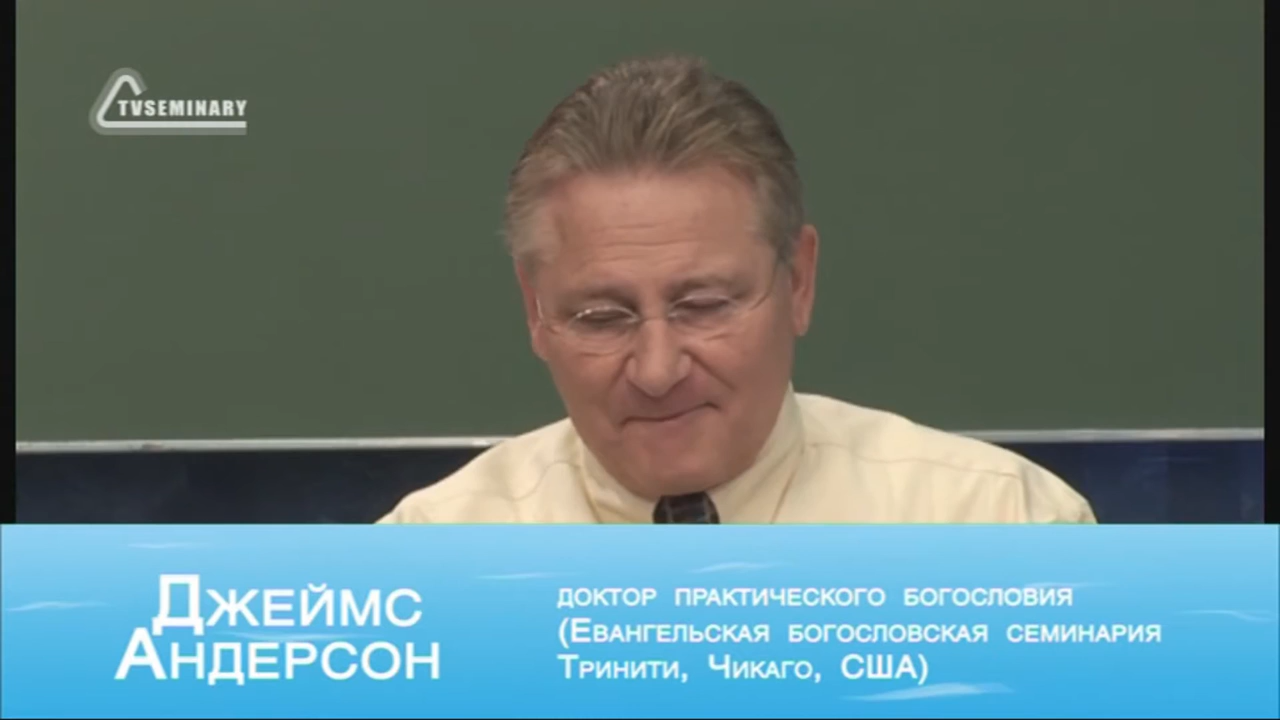 TVSEMINARY
Джеймс
Андерсон
доктор практического богословия
(Евангельская богословская семинария
Тринити, Чикаго, США)